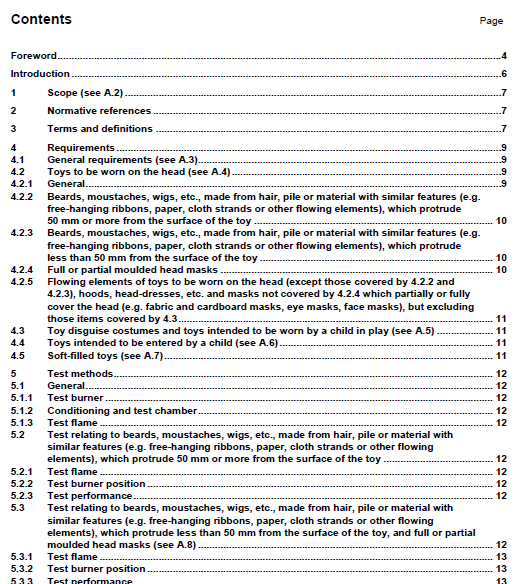 Contents Page
Foreword....................4
Introduction....................6
1 Scope (see A.2)....................7
2 Normative references....................7
3 Terms and definitions....................7
4 Requirements....................9
4.1 General requirements (see A.3)....................9
4.2 Toys to be worn on the head (see A.4)....................9
4.2.1 General....................9
4.2.2 Beards, moustaches, wigs, etc., made from hair, pile or material with similar features (e.g.
free-hanging ribbons, paper, cloth strands or other flowing elements), which protrude
50 mm or more from the surface of the toy....................10
4.2.3 Beards, moustaches, wigs, etc., made from hair, pile or material with similar features (e.g.
free-hanging ribbons, paper, cloth strands or other flowing elements), which protrude
less than 50 mm from the surface of the toy....................10
4.2.4 Full or partial moulded head masks....................10
4.2.5 Flowing elements of toys to be worn on the head (except those covered by 4.2.2 and
4.2.3), hoods, head-dresses, etc. and masks not covered by 4.2.4 which partially or fully
cover the head (e.g. fabric and cardboard masks, eye masks, face masks), but excluding
those items covered by 4.3....................11
4.3 Toy disguise costumes and toys intended to be worn by a child in play (see A.5)....................11
4.4 Toys intended to be entered by a child (see A.6)....................11
4.5 Soft-filled toys (see A.7)....................11
5 Test methods....................12
5.1 General....................12
5.1.1 Test burner....................12
5.1.2 Conditioning and test chamber....................12
5.1.3 Test flame....................12
5.2 Test relating to beards, moustaches, wigs, etc., made from hair, pile or material with
similar features (e.g. free-hanging ribbons, paper, cloth strands or other flowing
elements), which protrude 50 mm or more from the surface of the toy....................12
5.2.1 Test flame....................12
5.2.2 Test burner position....................12
5.2.3 Test performance....................12
5.3 Test relating to beards, moustaches, wigs, etc., made from hair, pile or material with
similar features (e.g. free-hanging ribbons, paper, cloth strands or other flowing
elements), which protrude less than 50 mm from the surface of the toy, and full or partial
moulded head masks (see A.8)....................12
5.3.1 Test flame....................13
5.3.2 Test burner position....................13
5.3.3 Test performance....................13